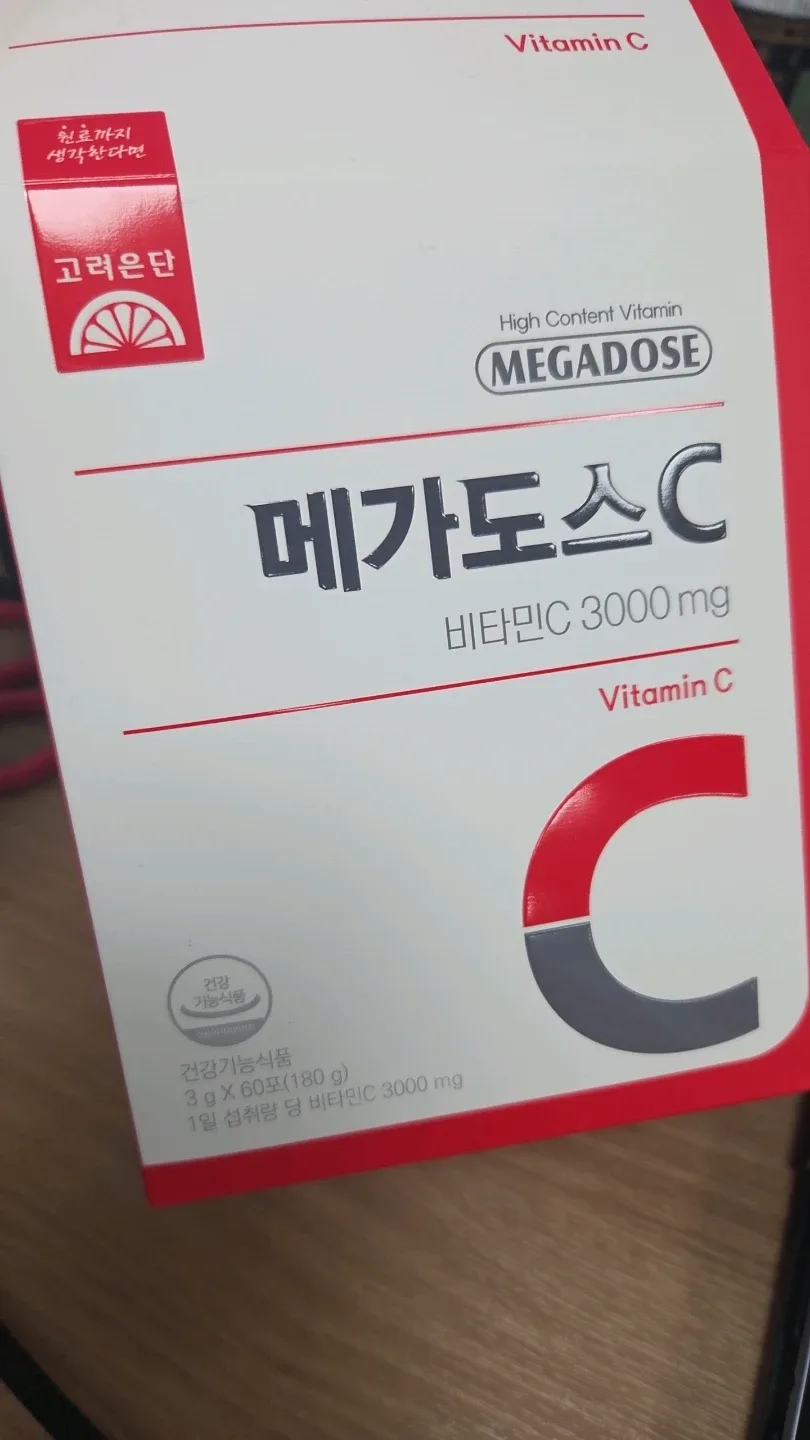 Vitamin C
원료까지
생각한다면
고려은단
High Content Vitamin
MEGADOSE
메가도스C
비타민C 3000mg
Vitamin C
건강
기능식품
건강기능식품
3 g X 60포(180 g)
1일 섭취량 당 비타민C 3000 mg